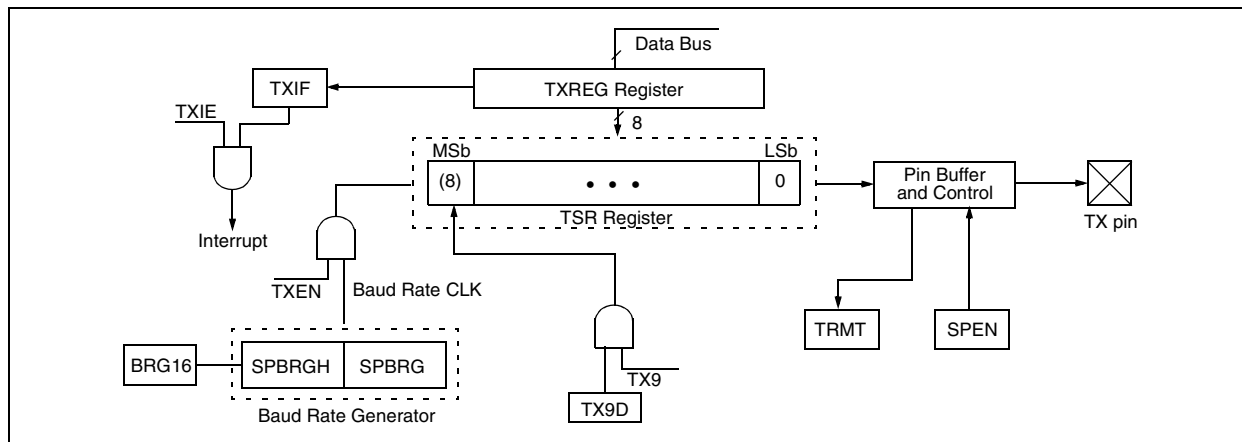 Data Bus
TXIF
TXREG Register
TXIE
8
MSb
LSb
(8)
• • •
0
Pin Buffer
and Control
TSR Register
TX pin
Interrupt
TXEN
Baud Rate CLK
TRMT
SPEN
BRG16
SPBRGH
SPBRG
TX9
Baud Rate Generator
TX9D